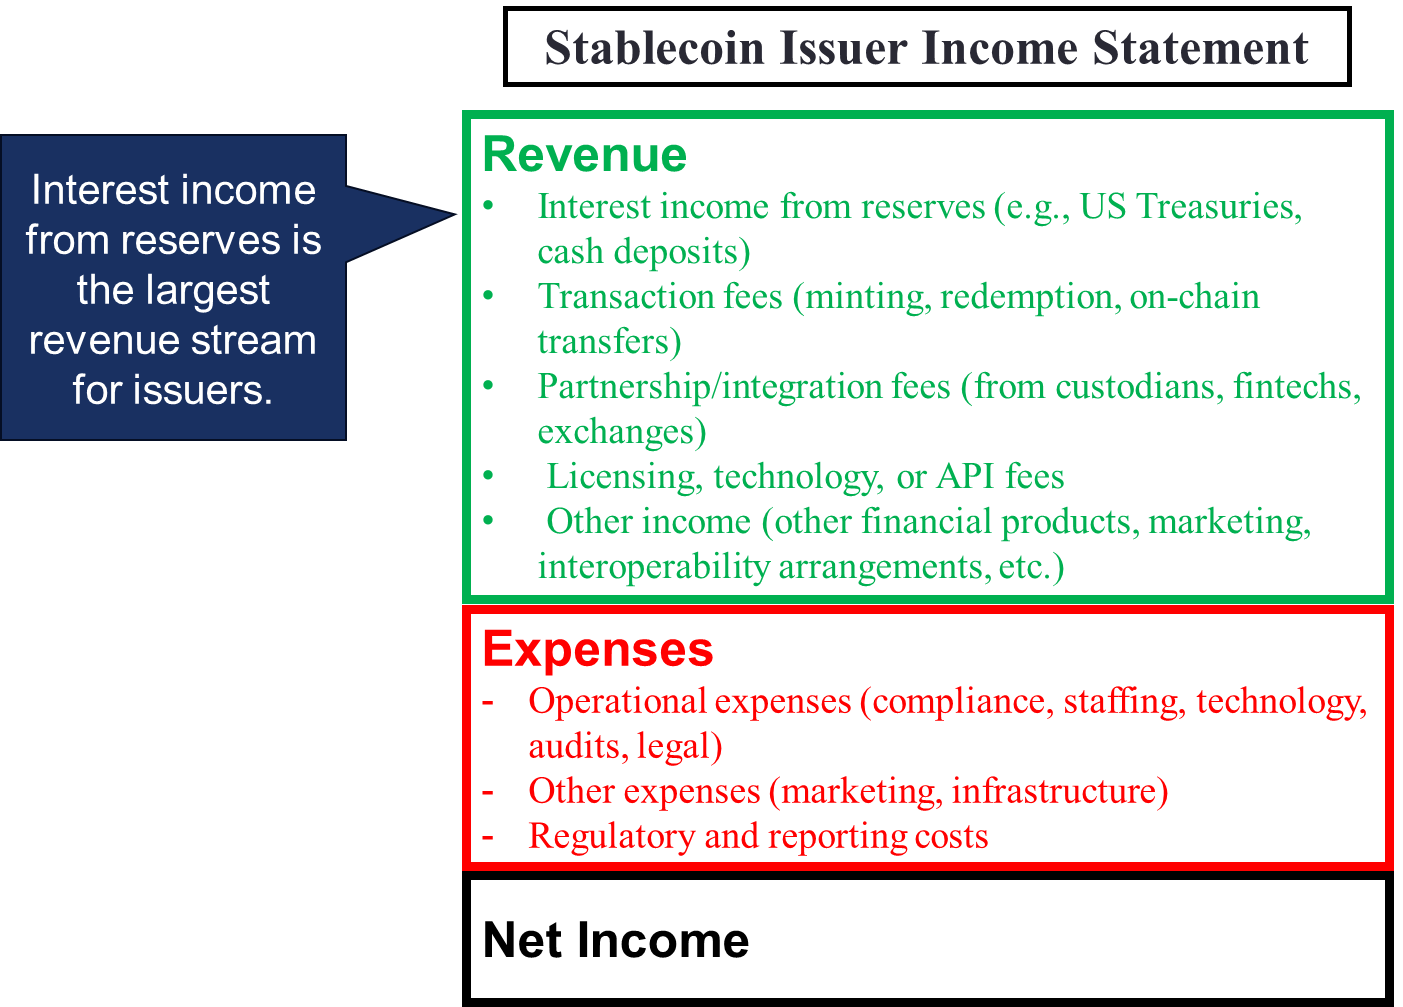 Stablecoin Issuer Income Statement
Interest income
from reserves is
the largest
revenue stream
for issuers.
Revenue
• Interest income from reserves (e.g., US Treasuries,
cash deposits)
• Transaction fees (minting, redemption, on-chain
transfers)
• Partnership/integration fees (from custodians, fintechs,
exchanges)
• Licensing, technology, or API fees
• Other income (other financial products, marketing,
interoperability arrangements, etc.)
Expenses
- Operational expenses (compliance, staffing, technology,
audits, legal)
- Other expenses (marketing, infrastructure)
- Regulatory and reporting costs
Net Income